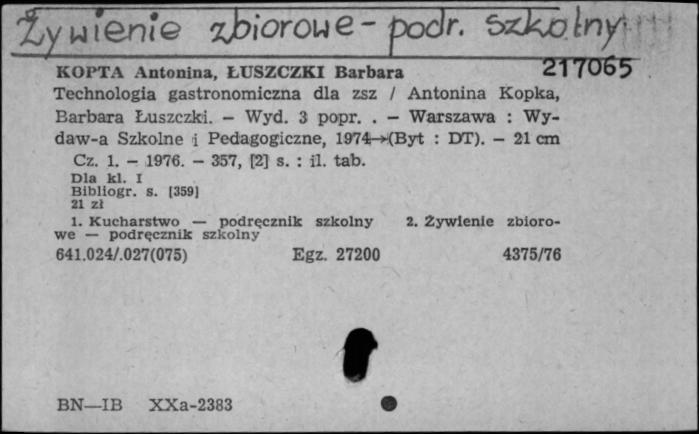 Żywienie zbiorowe - podr. szkolny
217065
KOPTA Antonina, ŁUSZCZKI Barbara
Technologia gastronomiczna dla zsz / Antonina Kopka,
Barbara Łuszczki. — Wyd. 3 popr. . — Warszawa : Wy-
daw-a Szkolne i Pedagogiczne, 1974→(Byt : DT). — 21 cm
Cz. 1. — 1976. — 357, [2] s. : il. tab.
Dla kl. I
Bibliogr. s. [359]
21 zł
1. Kucharstwo — podręcznik szkolny 2. Żywienie zbioro-
we — podręcznik szkolny
641.024/.027(075) Egz. 27200 4375/76
BN—IB XXa-2383